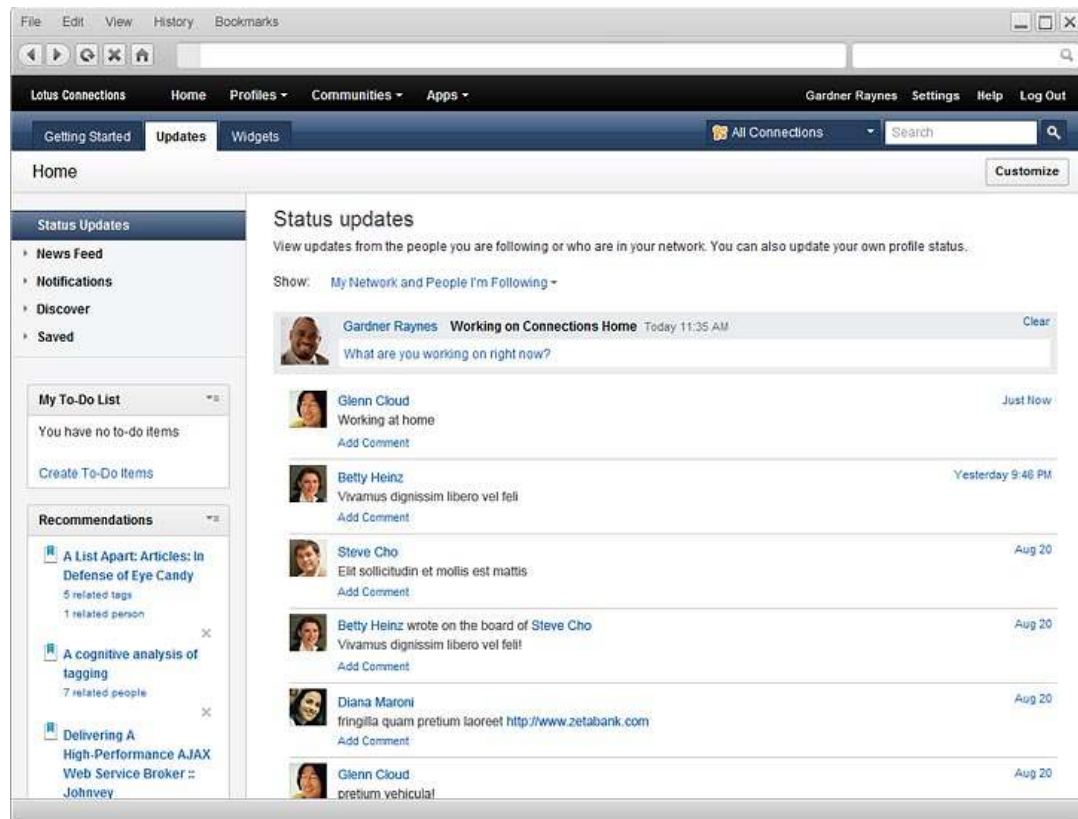 File Edit View History Bookmarks
Lotus Connections Home Profiles Communities Apps Gardner Raynes Settings Help Log Out
Getting Started Updates Widgets All Connections Search
Home Customize
Status Updates
News Feed
Notifications
Discover
Saved
My To-Do List
You have no to-do items
Create To-Do Items
Recommendations
A List Apart: Articles: In
Defense of Eye Candy
5 related tags
1 related person
A cognitive analysis of
tagging
7 related people
Delivering A
High-Performance AJAX
Web Service Broker ::
Johnvey
Status updates
View updates from the people you are following or who are in your network. You can also update your own profile status.
Show: My Network and People I'm Following
Gardner Raynes Working on Connections Home Today 11:35 AM Clear
What are you working on right now?
Glenn Cloud Just Now
Working at home
Add Comment
Betty Heinz Yesterday 9:46 PM
Vivamus dignissim libero vel feli
Add Comment
Steve Cho Aug 20
Elit sollicitudin et mollis est mattis
Add Comment
Betty Heinz wrote on the board of Steve Cho Aug 20
Vivamus dignissim libero vel feli!
Add Comment
Diana Maroni Aug 20
fringilla quam pretium laoreet http://www.zetabank.com
Add Comment
Glenn Cloud Aug 20
pretium vehicula!